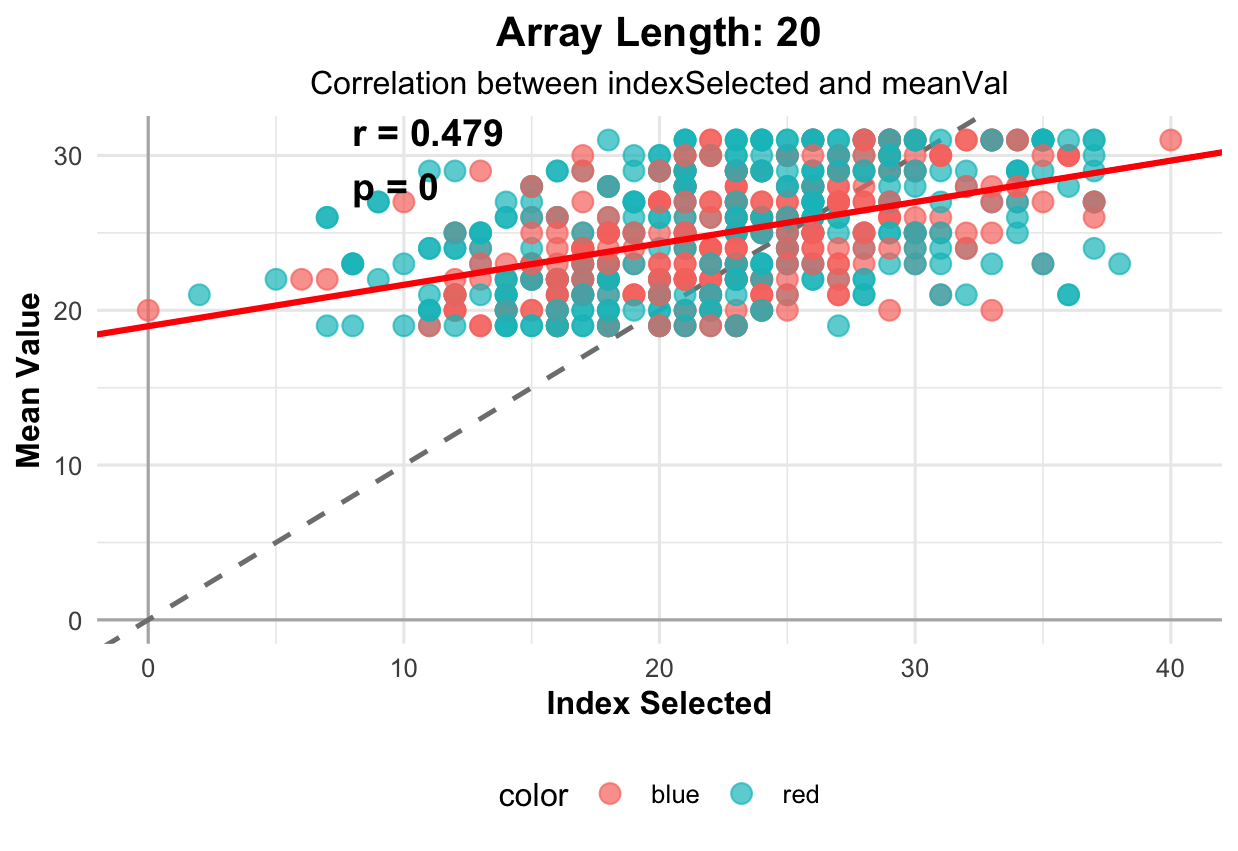 Array Length: 20
Correlation between indexSelected and meanVal
r = 0.479
p = 0
Mean Value
30
20
10
0
0 10 20 30 40
Index Selected
color blue red